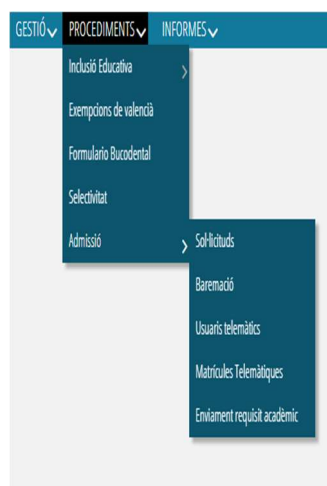 GESTIÓ PROCEDIMENTS INFORMES
Inclusió Educativa
Exempcions de valencià
Formulario Bucodental
Selectivitat
Admissió
Sol·licituds
Baremació
Usuaris telemàtics
Matrícules Telemàtiques
Enviament requisit acadèmic